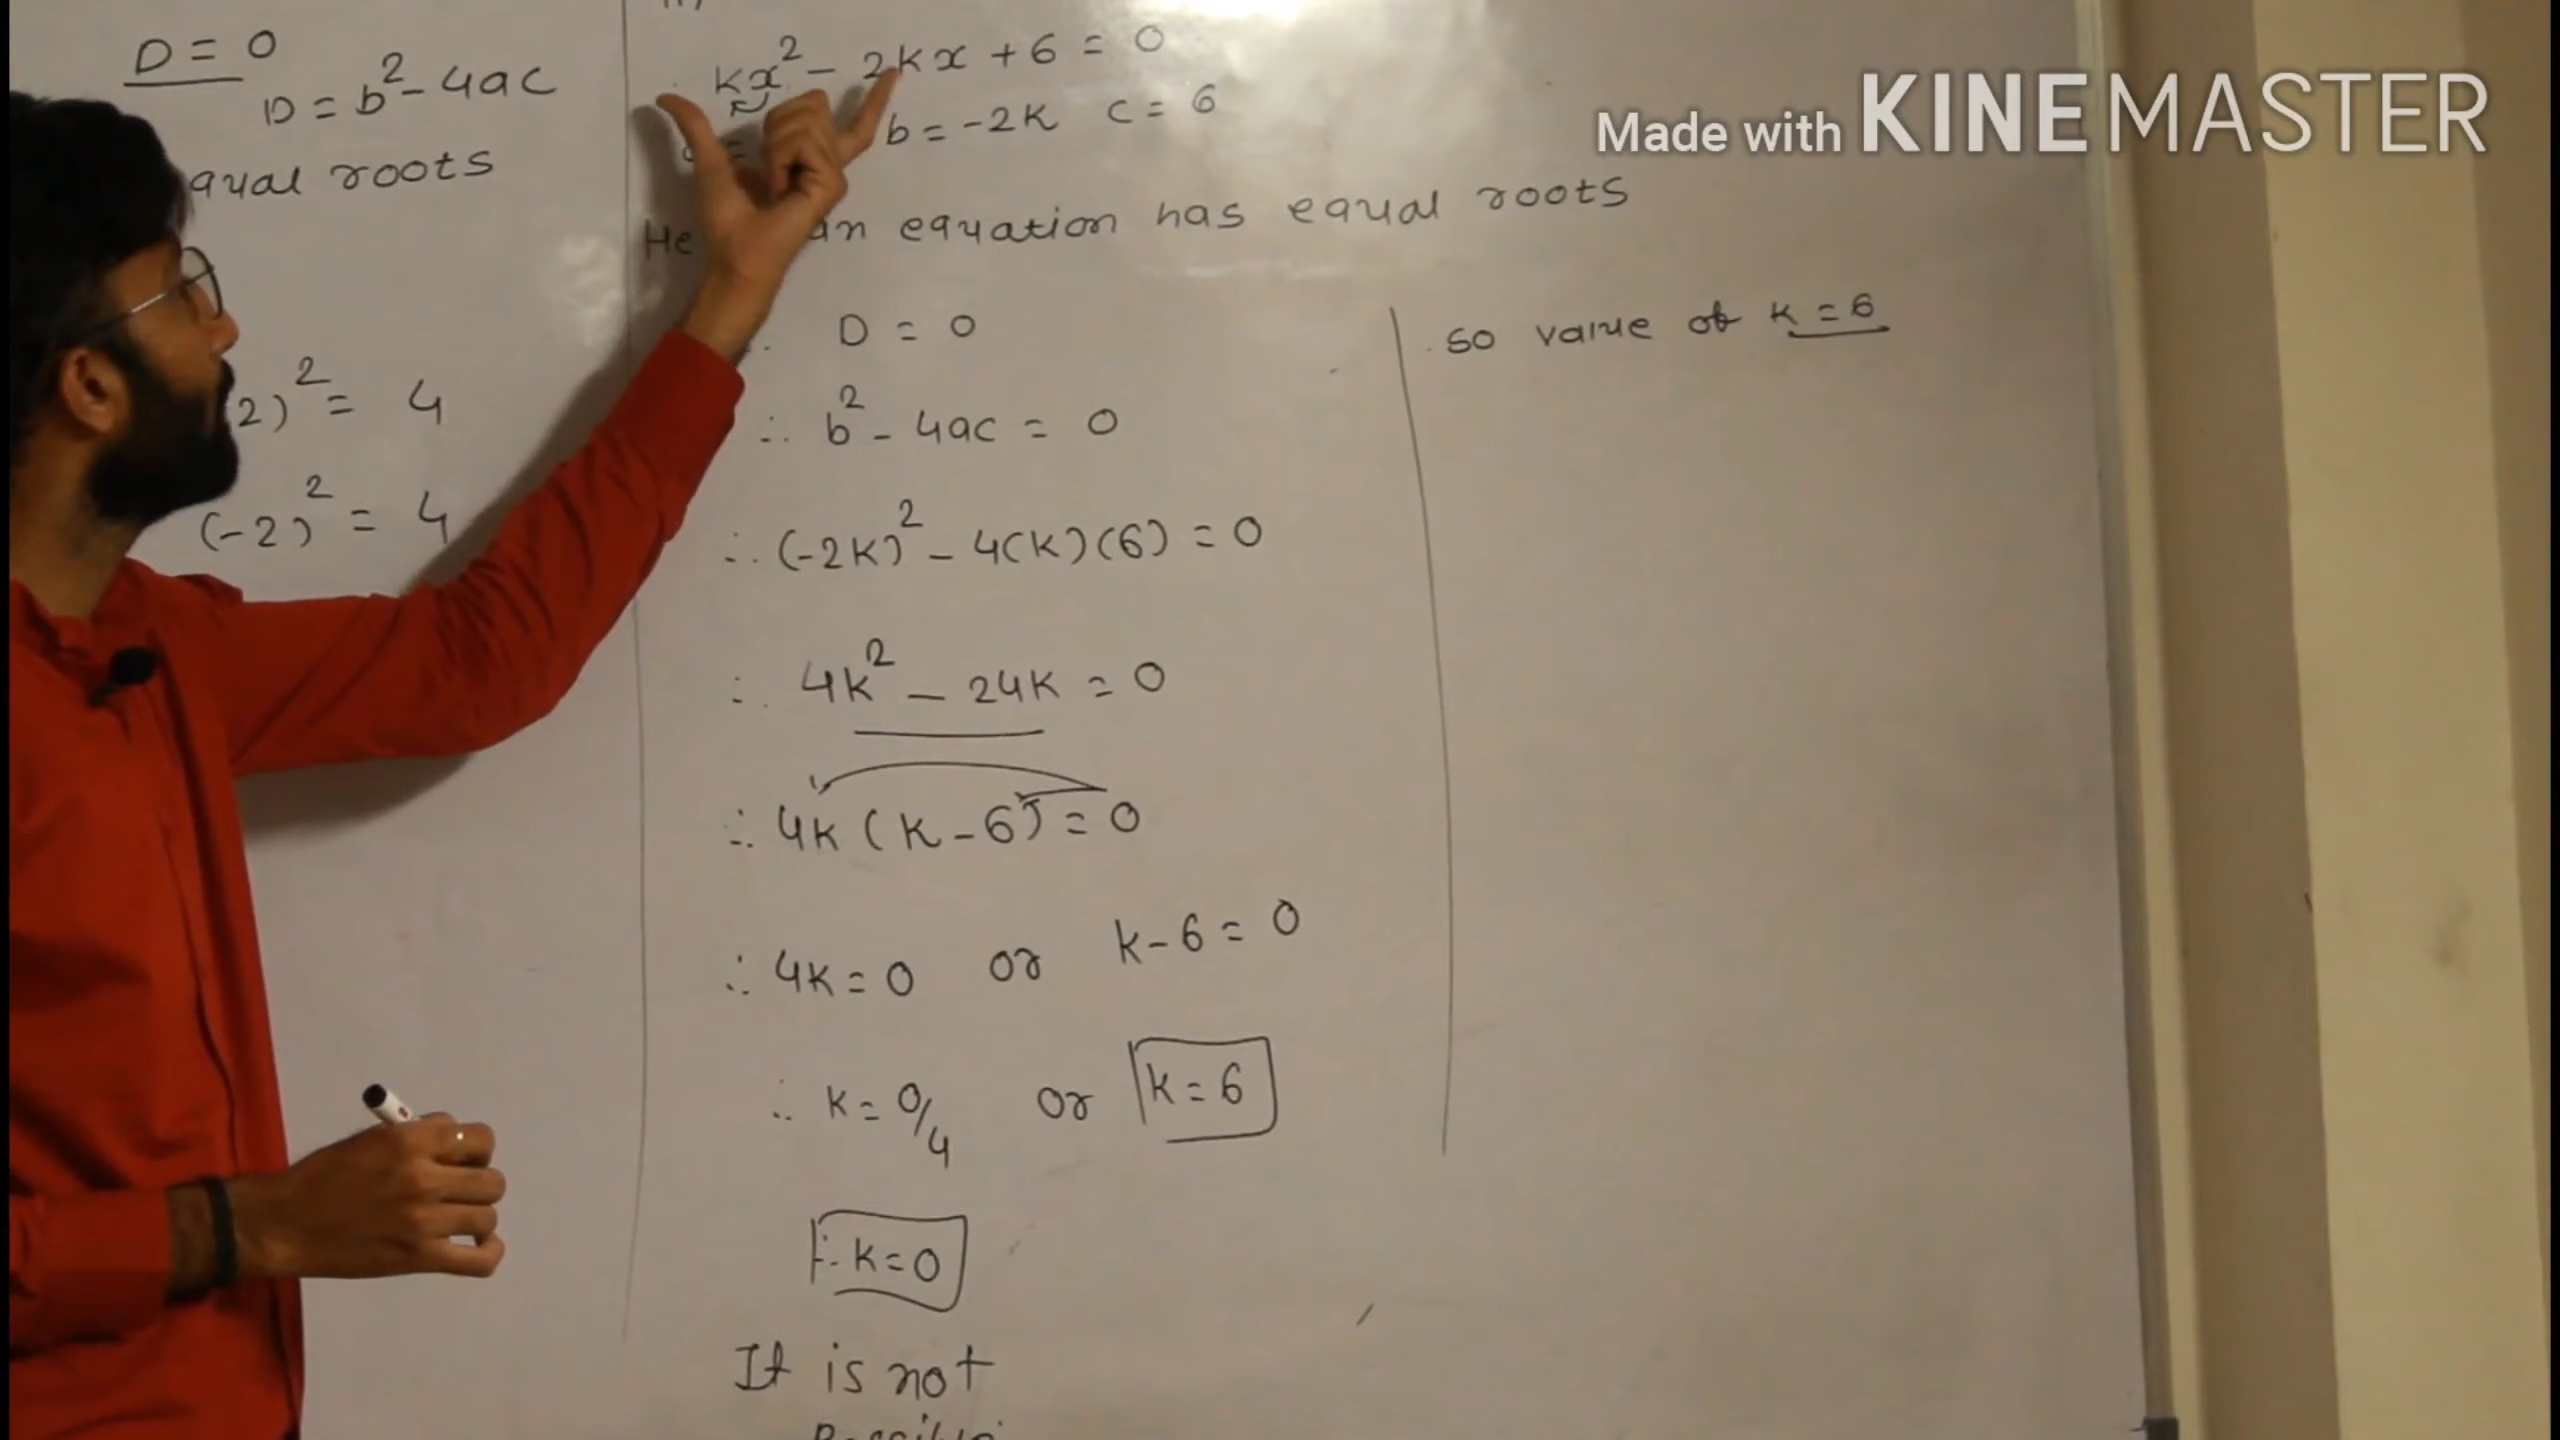 D = 0
D = b² - 4ac
qual roots
2)² = 4
(-2)² = 4
kx² - 2kx + 6 = 0
b = -2k c = 6
He an equation has equal roots
D = 0
∴ b² - 4ac = 0
∴ (-2k)² - 4(k)(6) = 0
∴ 4k² - 24k = 0
∴ 4k (k - 6) = 0
∴ 4k = 0 or k - 6 = 0
∴ k = 0/4 or k = 6
∴ k = 0
It is not
so value of k = 6
Made with KINEMASTER